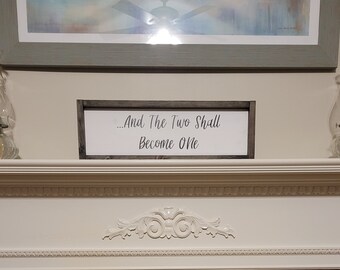 ...And The Two Shall
Become One